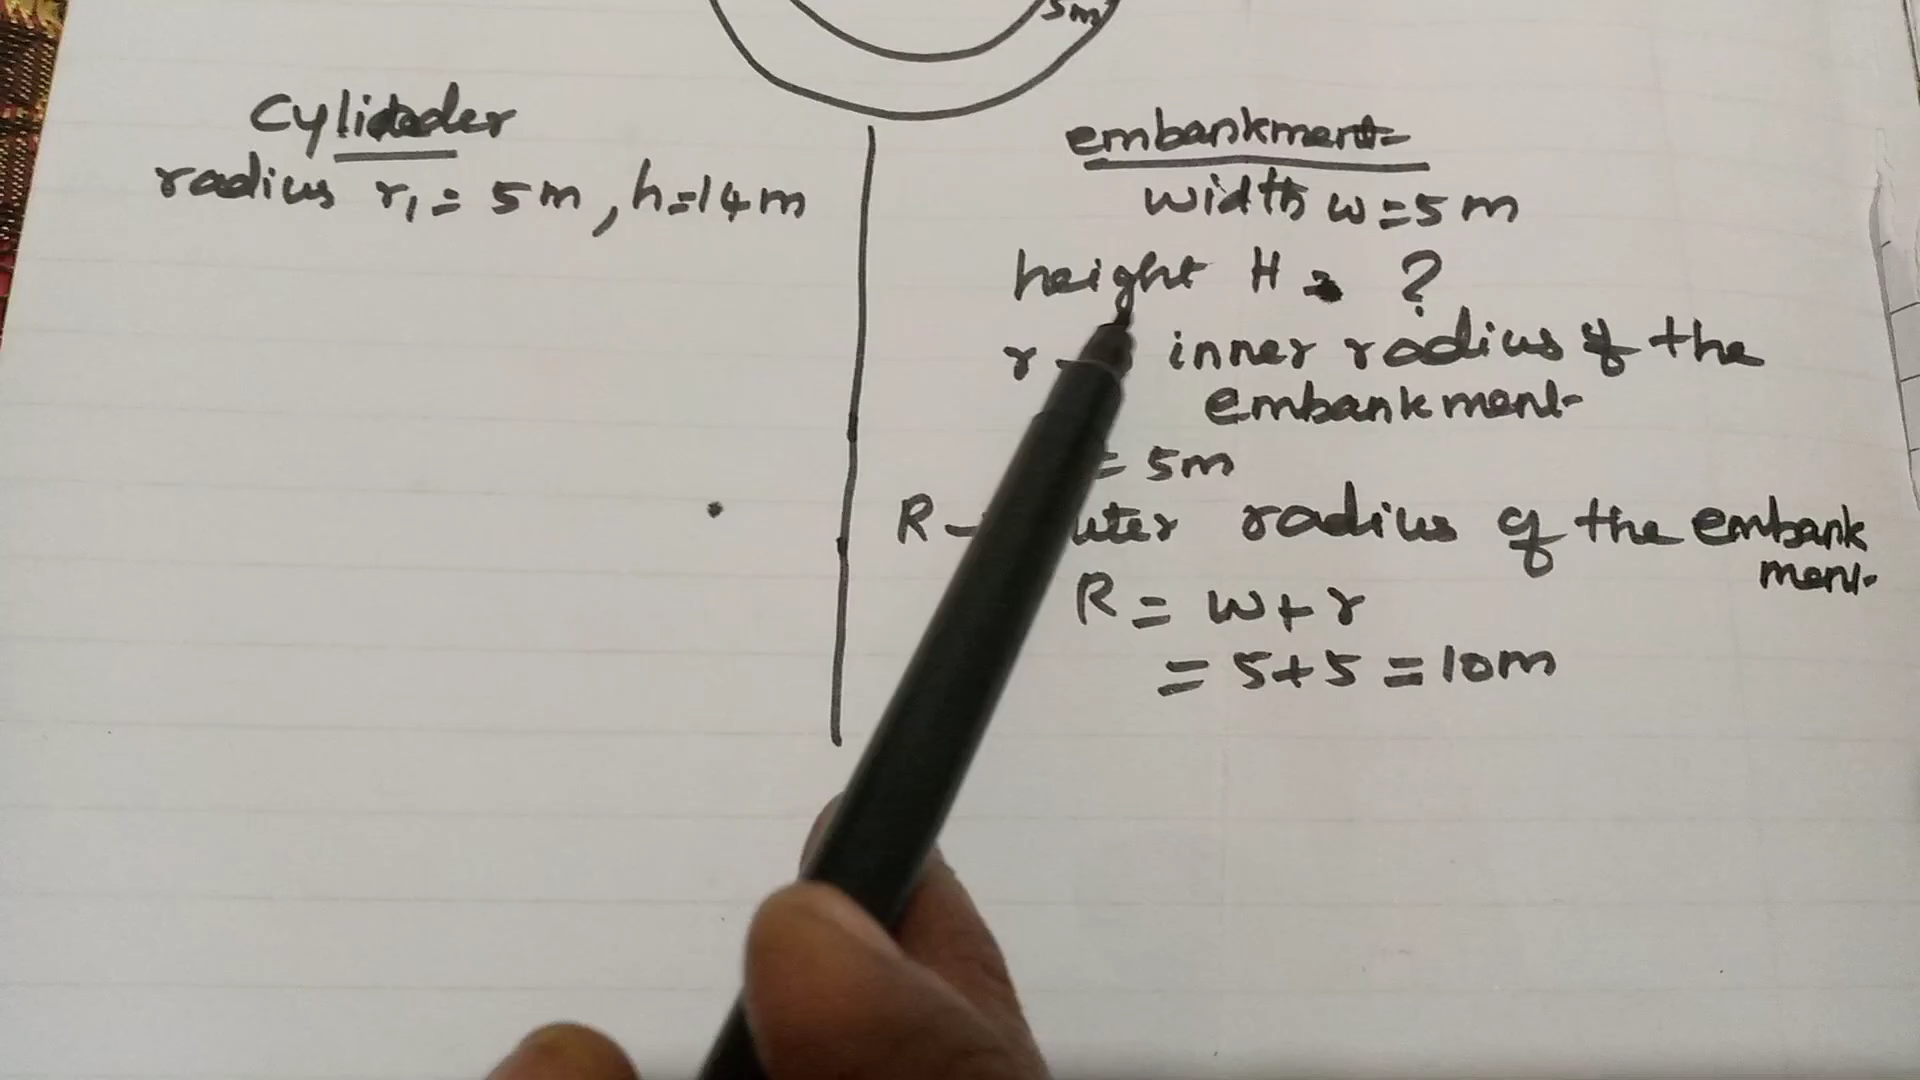 5m
Cylinder
radius r₁ = 5m, h=14m
embankment
width w=5m
height H = ?
r - inner radius of the
embankment
= 5m
R - radius of the embank
ment
R = w+r
= 5+5 = 10m